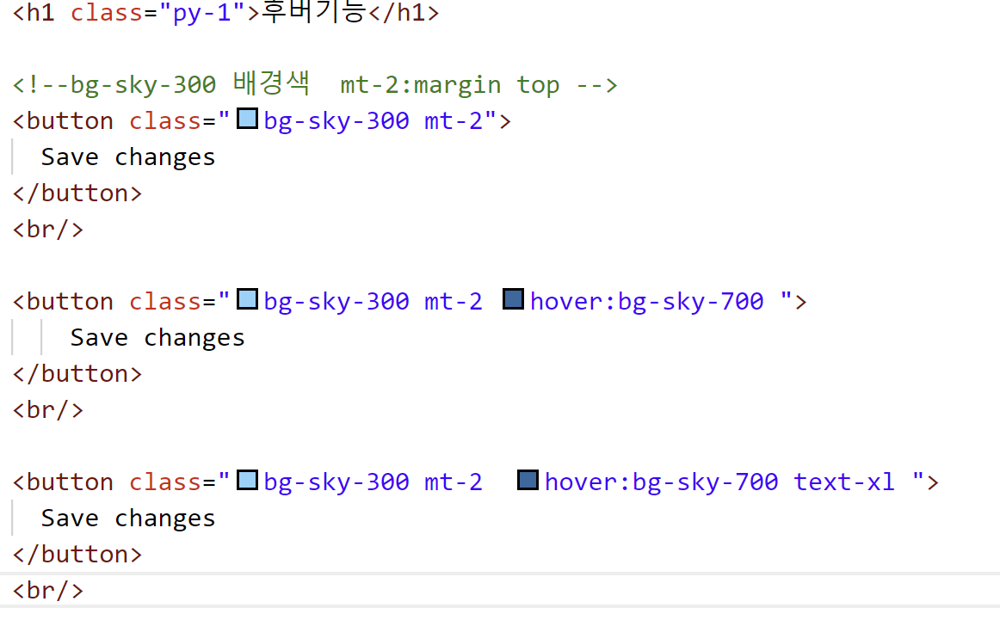 <h1 class="py-1">후버기능</h1>
<!--bg-sky-300 배경색  mt-2:margin top -->
<button class="bg-sky-300 mt-2">
Save changes
</button>
<br/>
<button class="bg-sky-300 mt-2 hover:bg-sky-700 ">
Save changes
</button>
<br/>
<button class="bg-sky-300 mt-2  hover:bg-sky-700 text-xl ">
Save changes
</button>
<br/>